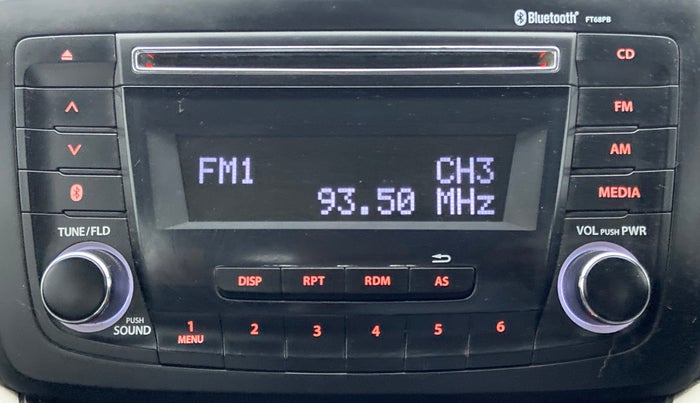 Bluetooth® FT68PB
CD
FM
AM
MEDIA
FM1 CH3
93.50 MHz
TUNE/FLD
VOL PUSH PWR
DISP RPT RDM AS
PUSH
SOUND
1 2 3 4 5 6
MENU